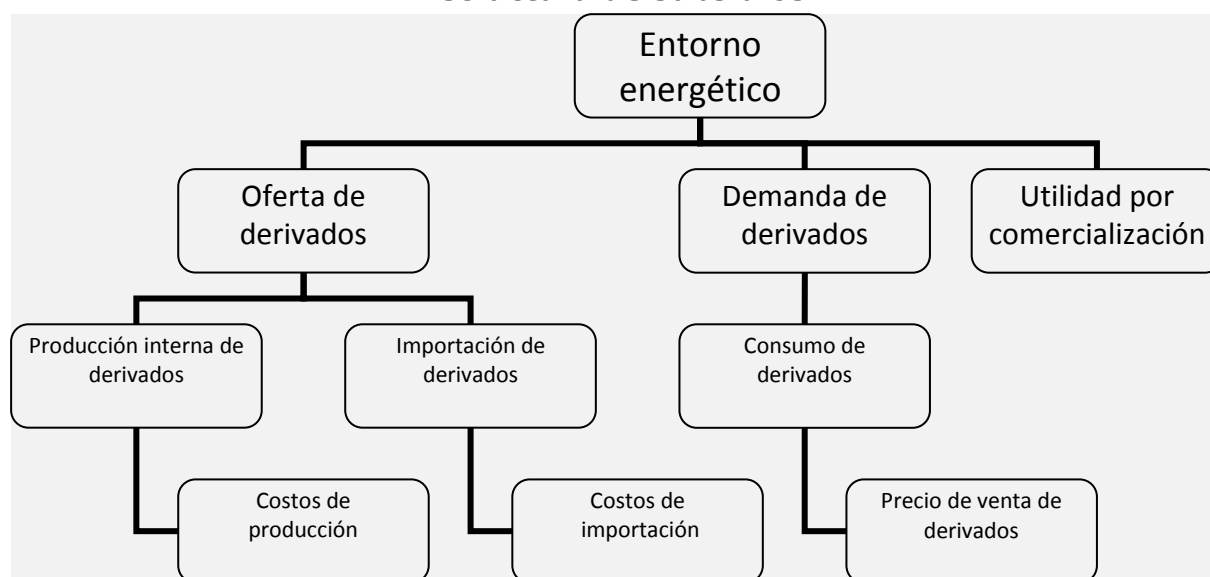 Entorno
energético
Oferta de
derivados
Demanda de
derivados
Utilidad por
comercialización
Producción interna de
derivados
Importación de
derivados
Consumo de
derivados
Costos de
producción
Costos de
importación
Precio de venta de
derivados